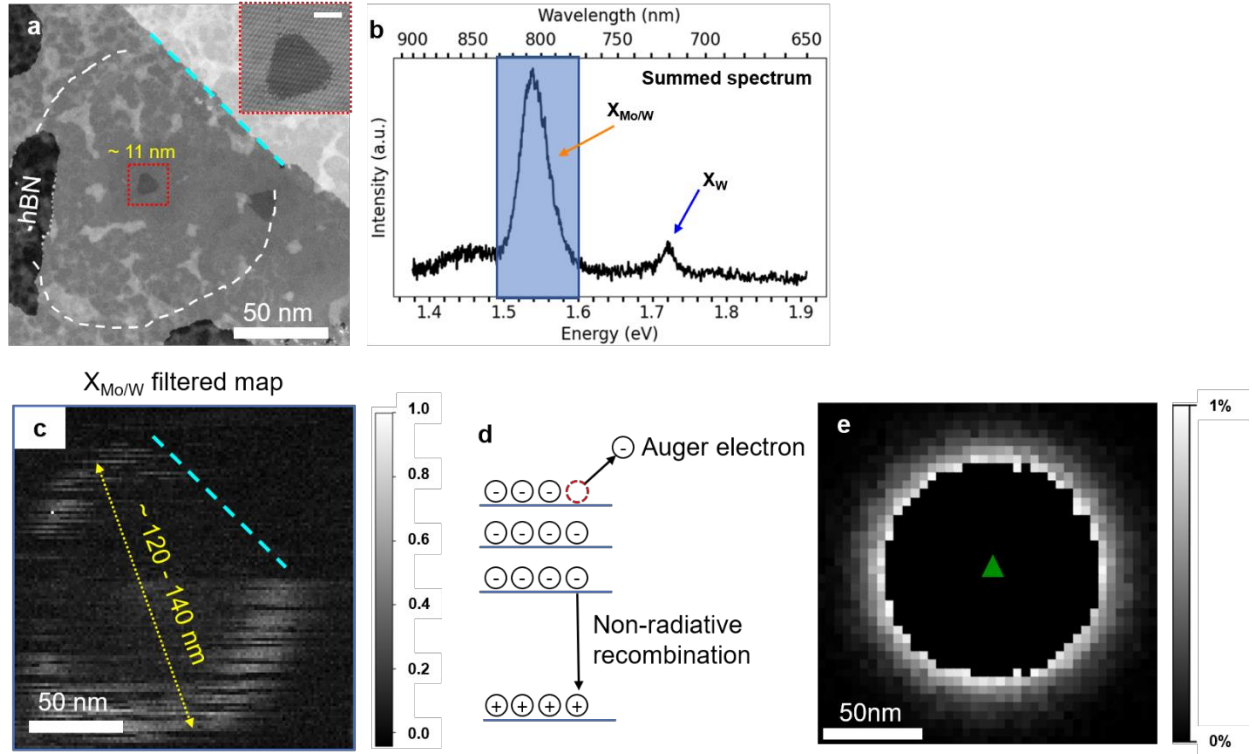 a
~ 11 nm
hBN
50 nm
b
Wavelength (nm)
900 850 800 750 700 650
Summed spectrum
X Mo/W
X W
Intensity (a.u.)
1.4 1.5 1.6 1.7 1.8 1.9
Energy (eV)
X Mo/W filtered map
c
~ 120 - 140 nm
50 nm
1.0
0.8
0.6
0.4
0.2
0.0
d
- Auger electron
- - -
- - - -
- - - -
Non-radiative
recombination
+ + + +
e
50nm
1%
0%